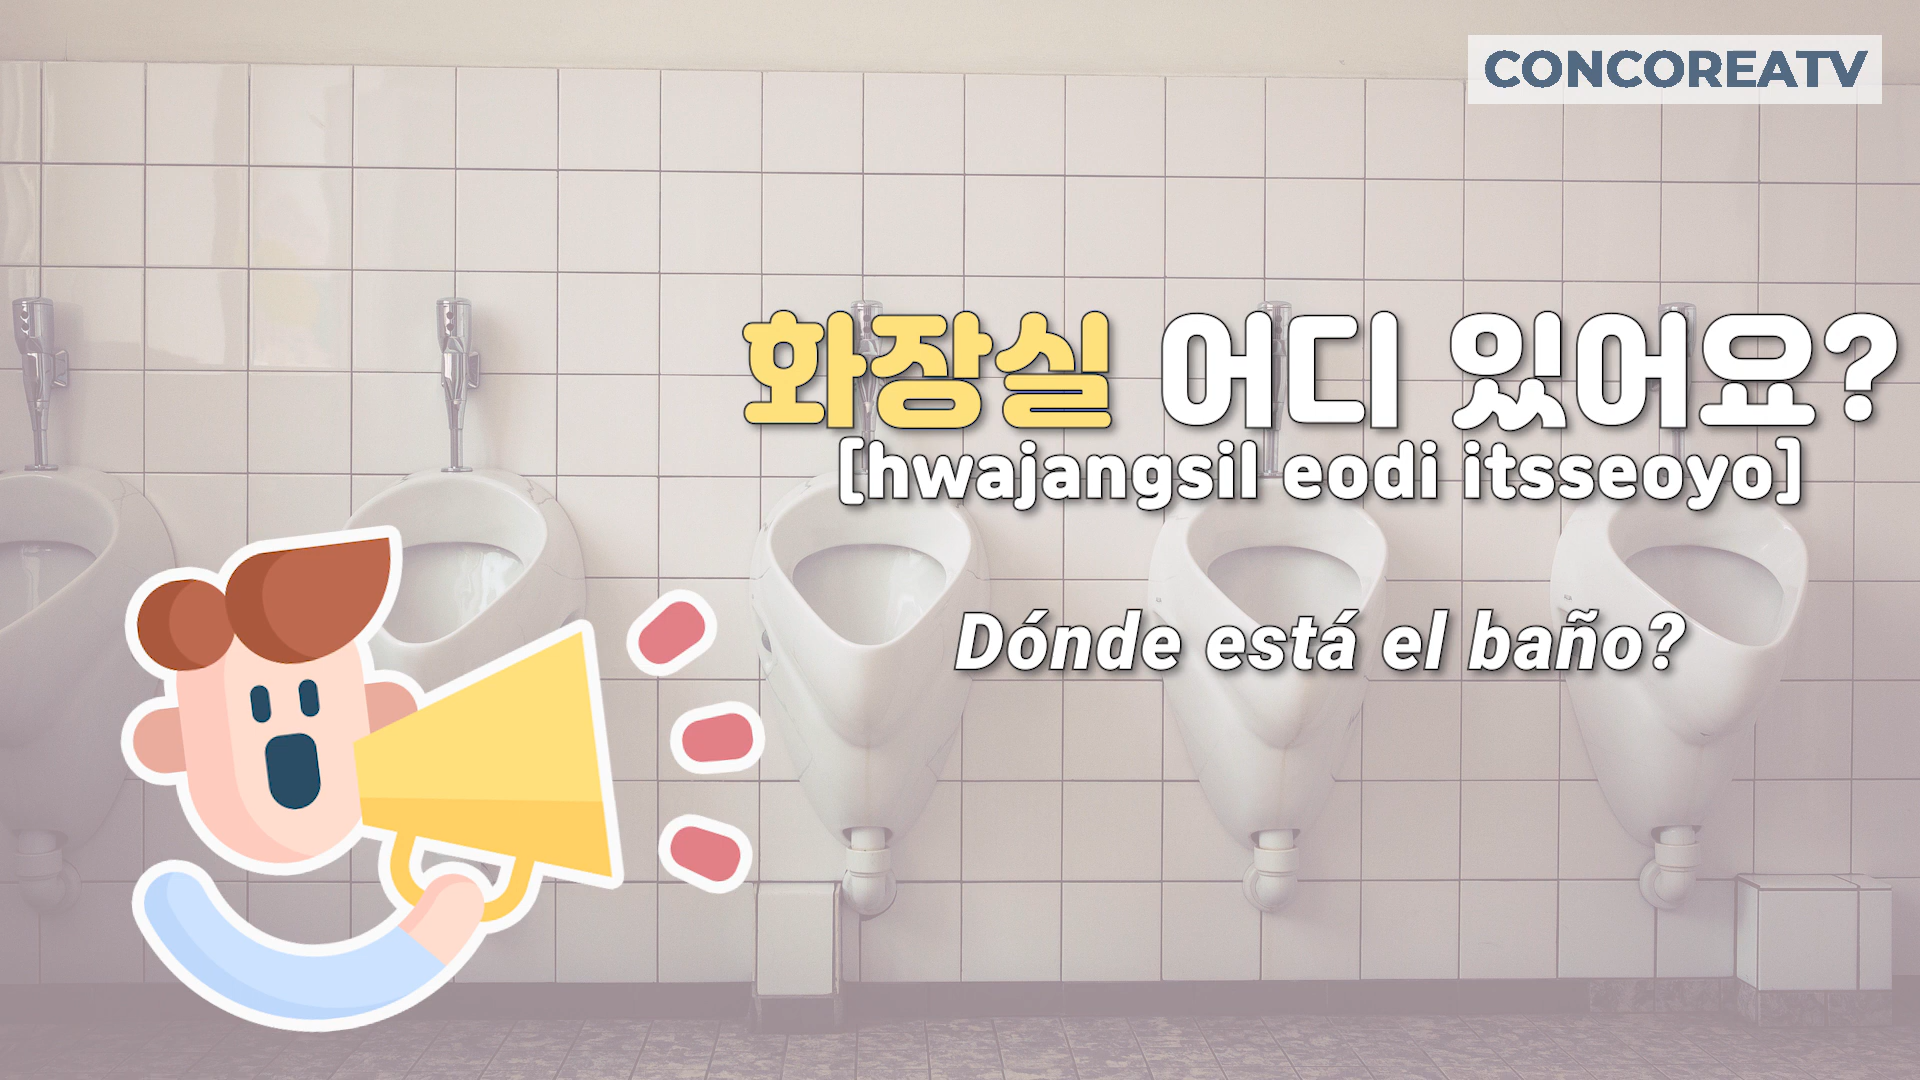 CONCOREATV
화장실 어디 있어요?
[hwajangsil eodi itsseoyo]
Dónde está el baño?